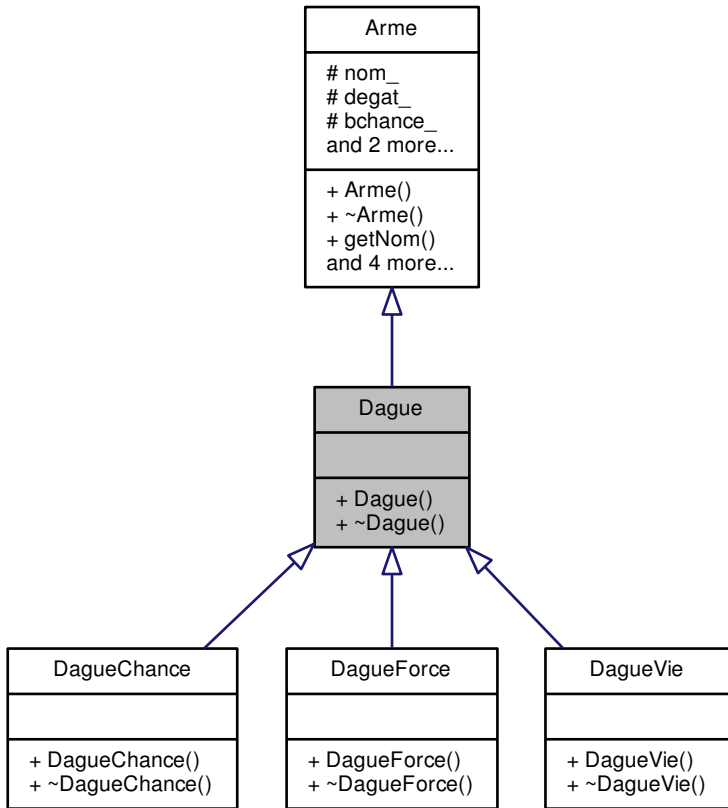 Arme
# nom_
# degat_
# bchance_
and 2 more...
+ Arme()
+ ~Arme()
+ getNom()
and 4 more...
Dague
+ Dague()
+ ~Dague()
DagueChance
+ DagueChance()
+ ~DagueChance()
DagueForce
+ DagueForce()
+ ~DagueForce()
DagueVie
+ DagueVie()
+ ~DagueVie()